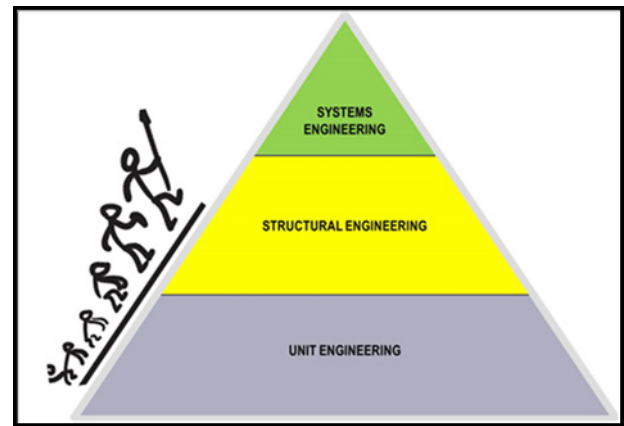 SYSTEMS
ENGINEERING
STRUCTURAL ENGINEERING
UNIT ENGINEERING